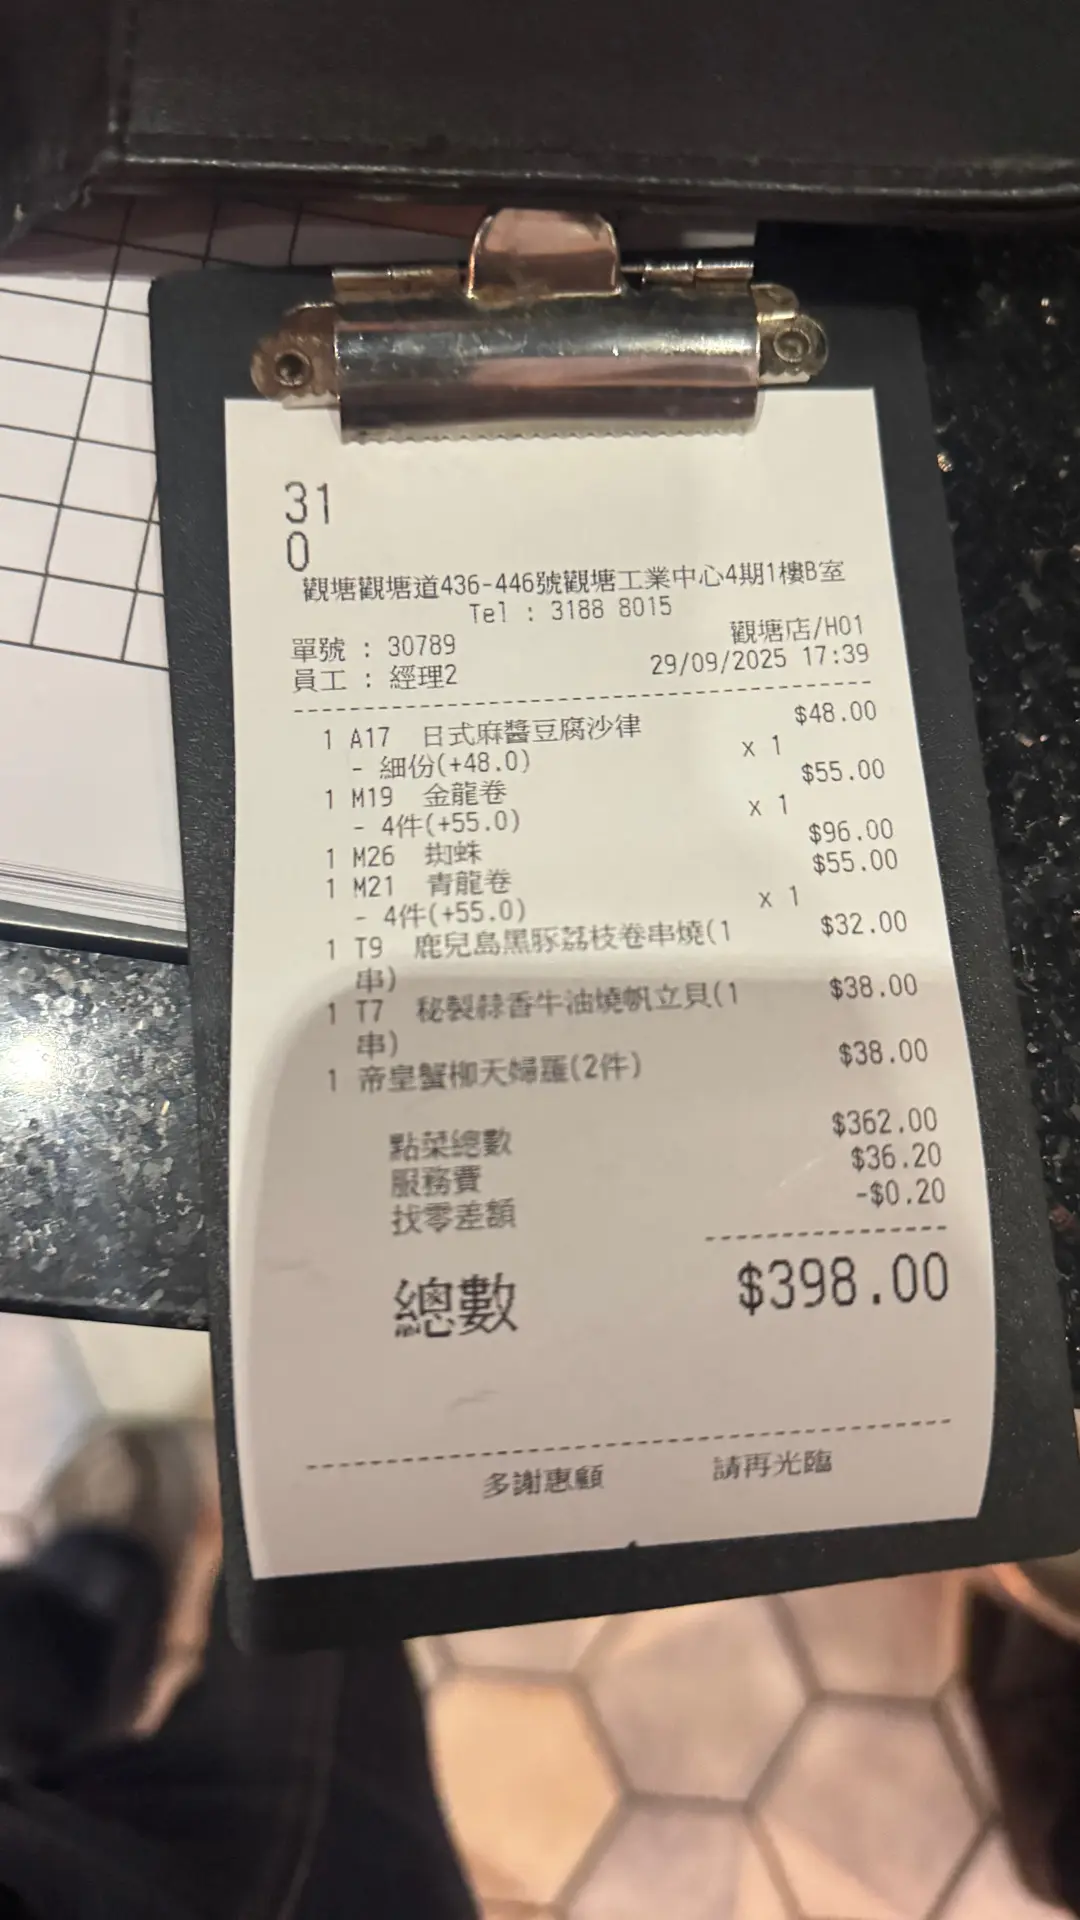 31
0
觀塘觀塘道436-446號觀塘工業中心4期1樓B室
Tel : 3188 8015
觀塘店/H01
單號 : 30789
29/09/2025 17:39
員工 : 經理2
1 A17 日式麻醬豆腐沙律 $48.00
- 細份(+48.0) x 1
1 M19 金龍卷 $55.00
- 4件(+55.0) x 1
1 M26 蜘蛛 $96.00
1 M21 青龍卷 $55.00
- 4件(+55.0) x 1
1 T9 鹿兒島黑豚荔枝卷串燒(1 $32.00
串)
1 T7 秘製蒜香牛油燒帆立貝(1 $38.00
串)
1 帝皇蟹柳天婦羅(2件) $38.00
點菜總數 $362.00
服務費 $36.20
找零差額 -$0.20
總數 $398.00
多謝惠顧 請再光臨